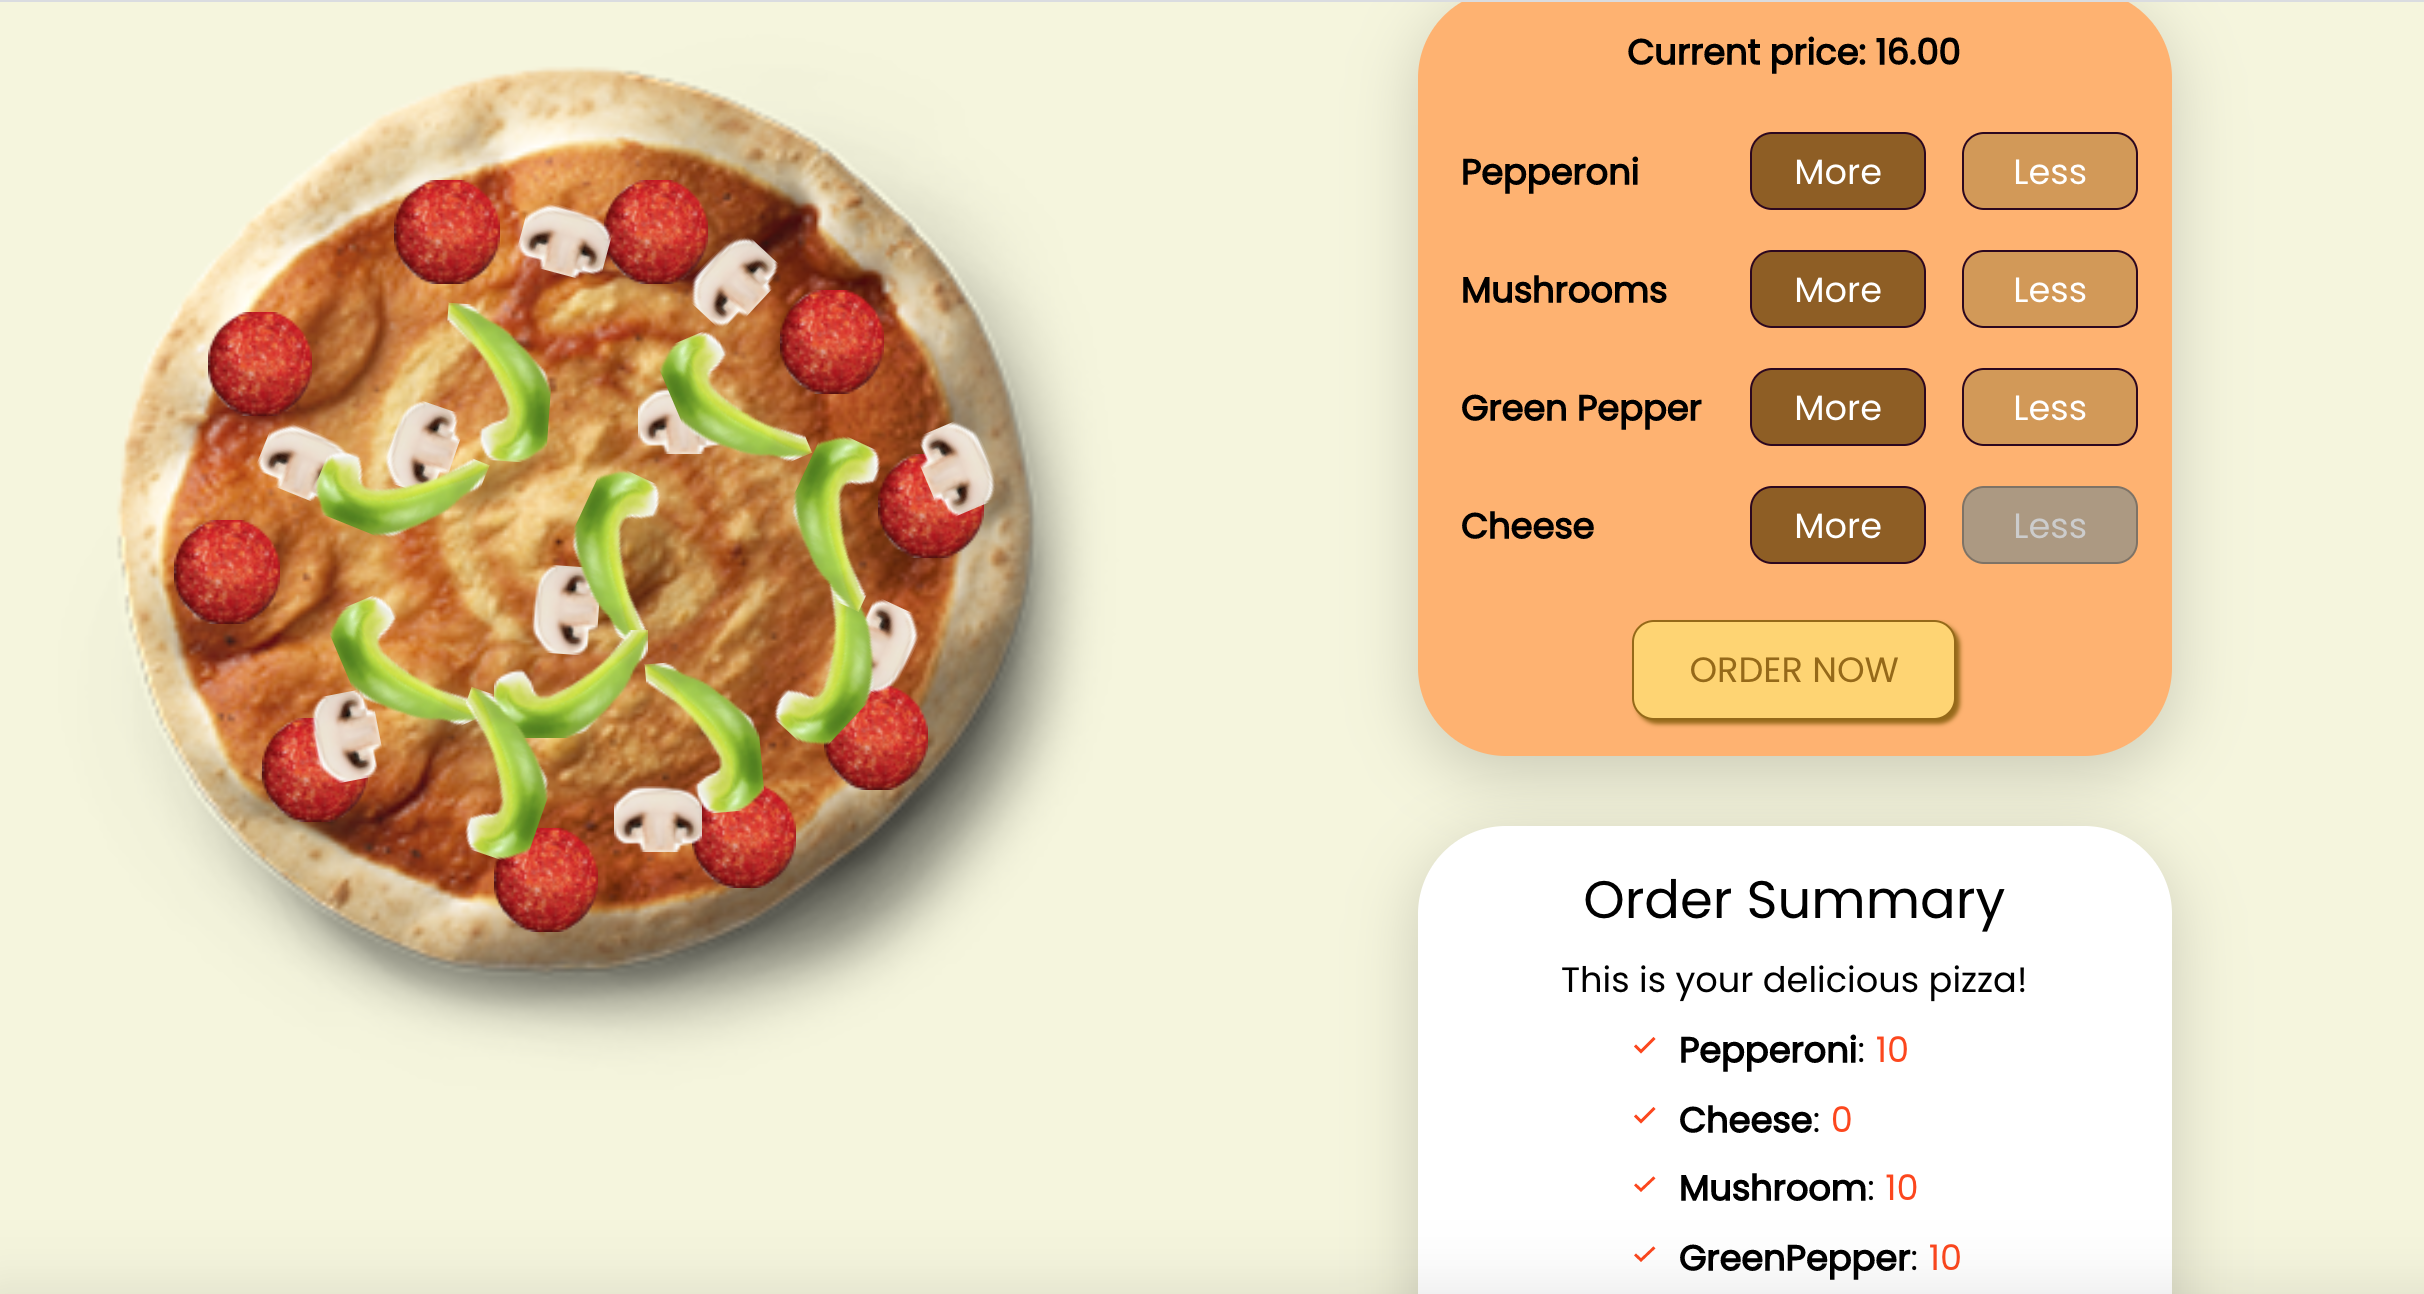 Current price: 16.00
Pepperoni More Less
Mushrooms More Less
Green Pepper More Less
Cheese More Less
ORDER NOW
Order Summary
This is your delicious pizza!
Pepperoni: 10
Cheese: 0
Mushroom: 10
GreenPepper: 10